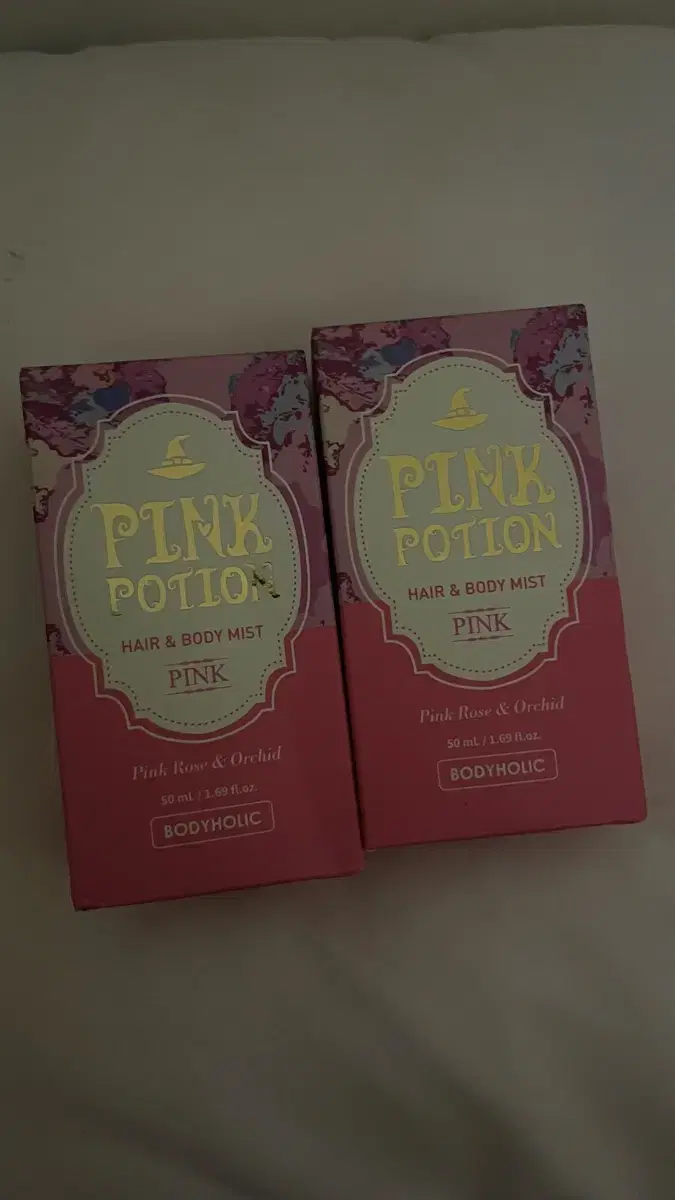 PINK
POTION
HAIR & BODY MIST
PINK
Pink Rose & Orchid
50 mL / 1.69 fl.oz.
BODYHOLIC
PINK
POTION
HAIR & BODY MIST
PINK
Pink Rose & Orchid
50 mL / 1.69 fl.oz.
BODYHOLIC